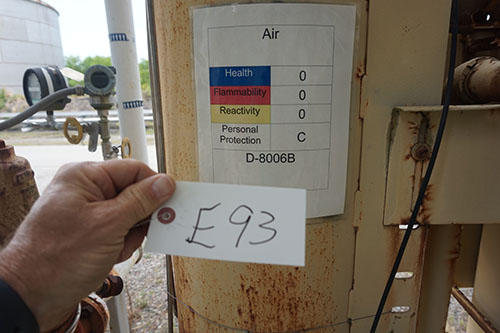 Air
Health 0
Flammability 0
Reactivity 0
Personal
Protection C
D-8006B
E93